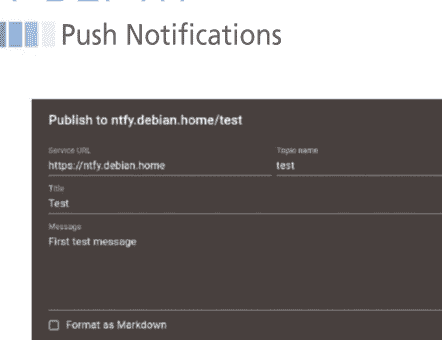 Push Notifications
Publish to ntfy.debian.home/test
Service URL
Topic name
https://ntfy.debian.home
test
Title
Test
Message
First test message
Format as Markdown